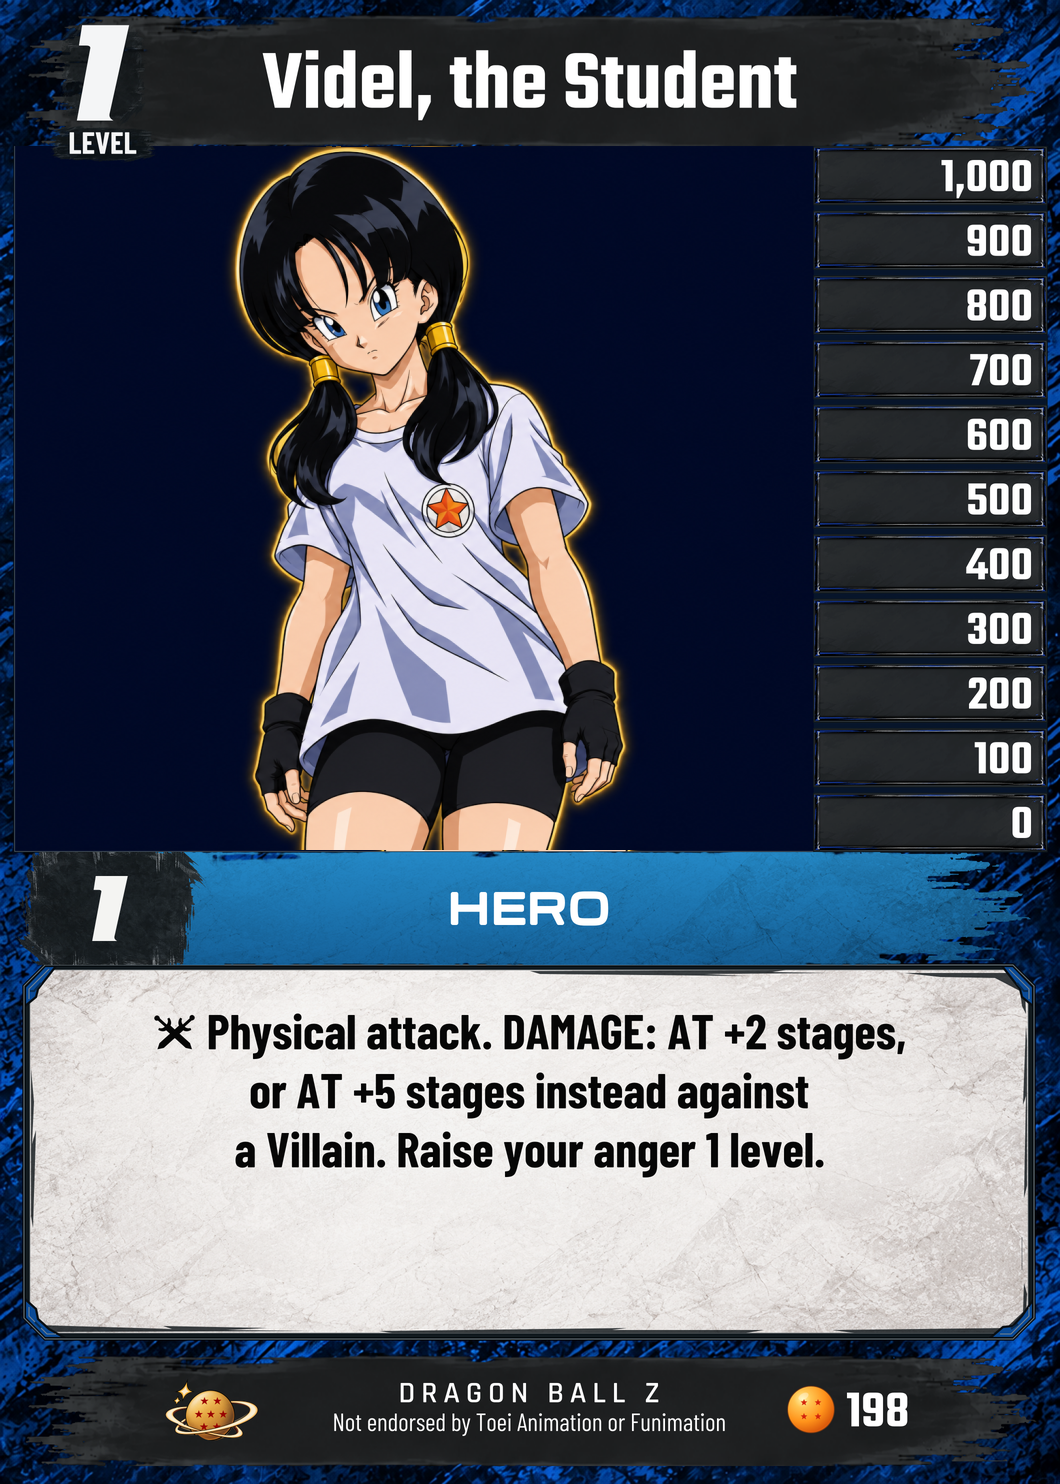 1
LEVEL
Videl, the Student
1,000
900
800
700
600
500
400
300
200
100
0
1
HERO
Physical attack. DAMAGE: AT +2 stages,
or AT +5 stages instead against
a Villain. Raise your anger 1 level.
DRAGON BALL Z
Not endorsed by Toei Animation or Funimation
198